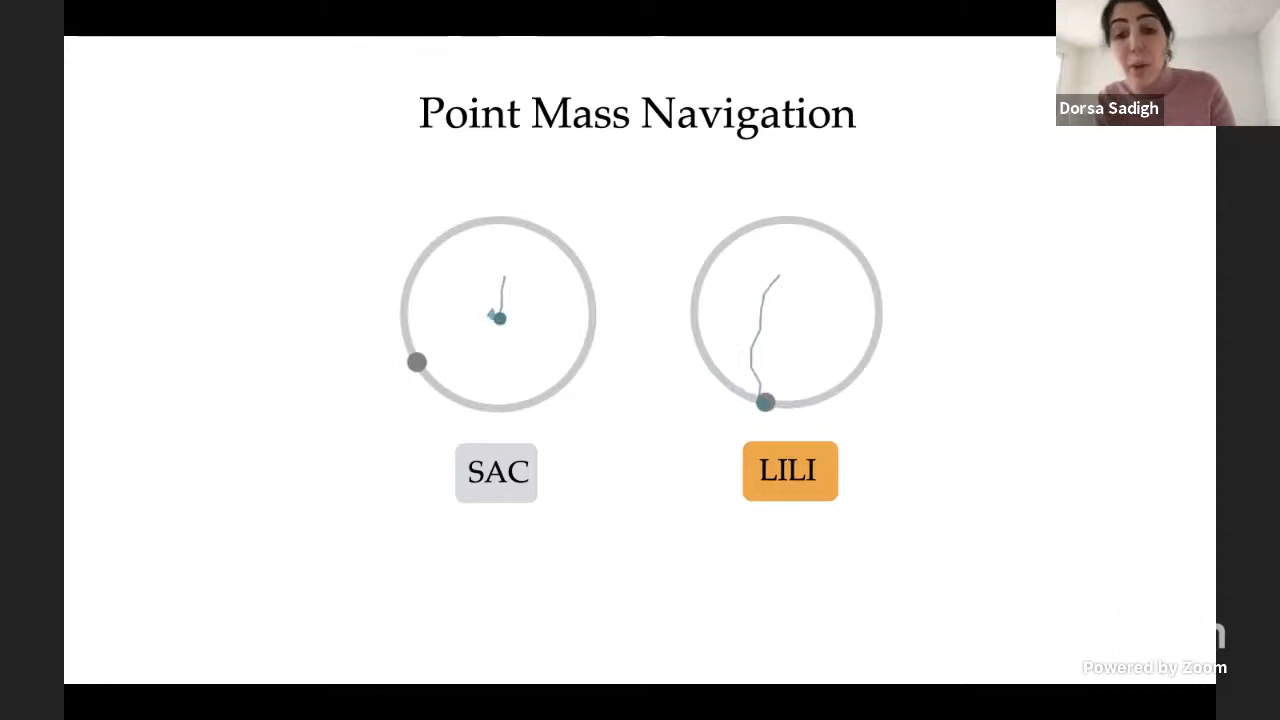 Point Mass Navigation
Dorsa Sadigh
SAC
LILI
Powered by Zoom